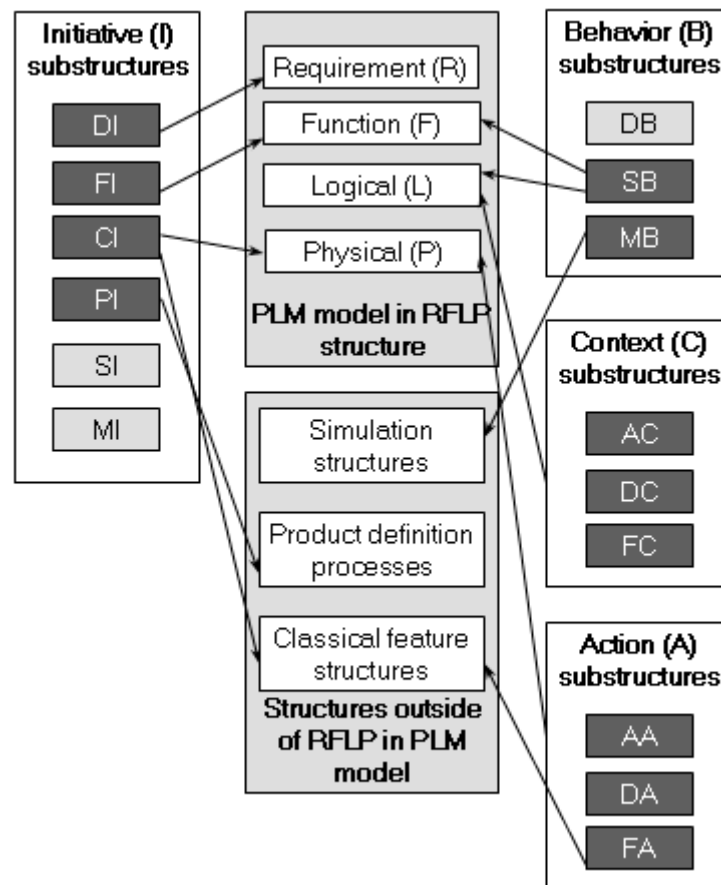 Initiative (I)
substructures
DI
FI
CI
PI
SI
MI
Requirement (R)
Function (F)
Logical (L)
Physical (P)
PLM model in RFLP
structure
Simulation
structures
Product definition
processes
Classical feature
structures
Structures outside
of RFLP in PLM
model
Behavior (B)
substructures
DB
SB
MB
Context (C)
substructures
AC
DC
FC
Action (A)
substructures
AA
DA
FA